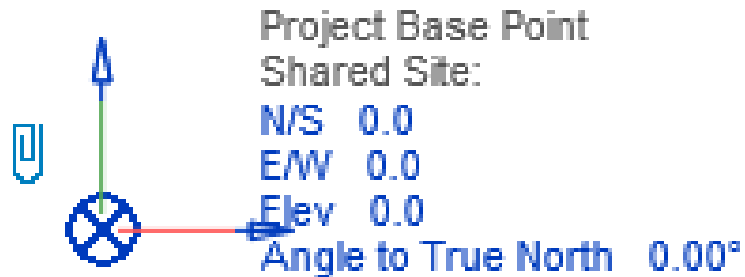 Project Base Point
Shared Site:
N/S 0.0
E/W 0.0
Elev 0.0
Angle to True North 0.00°